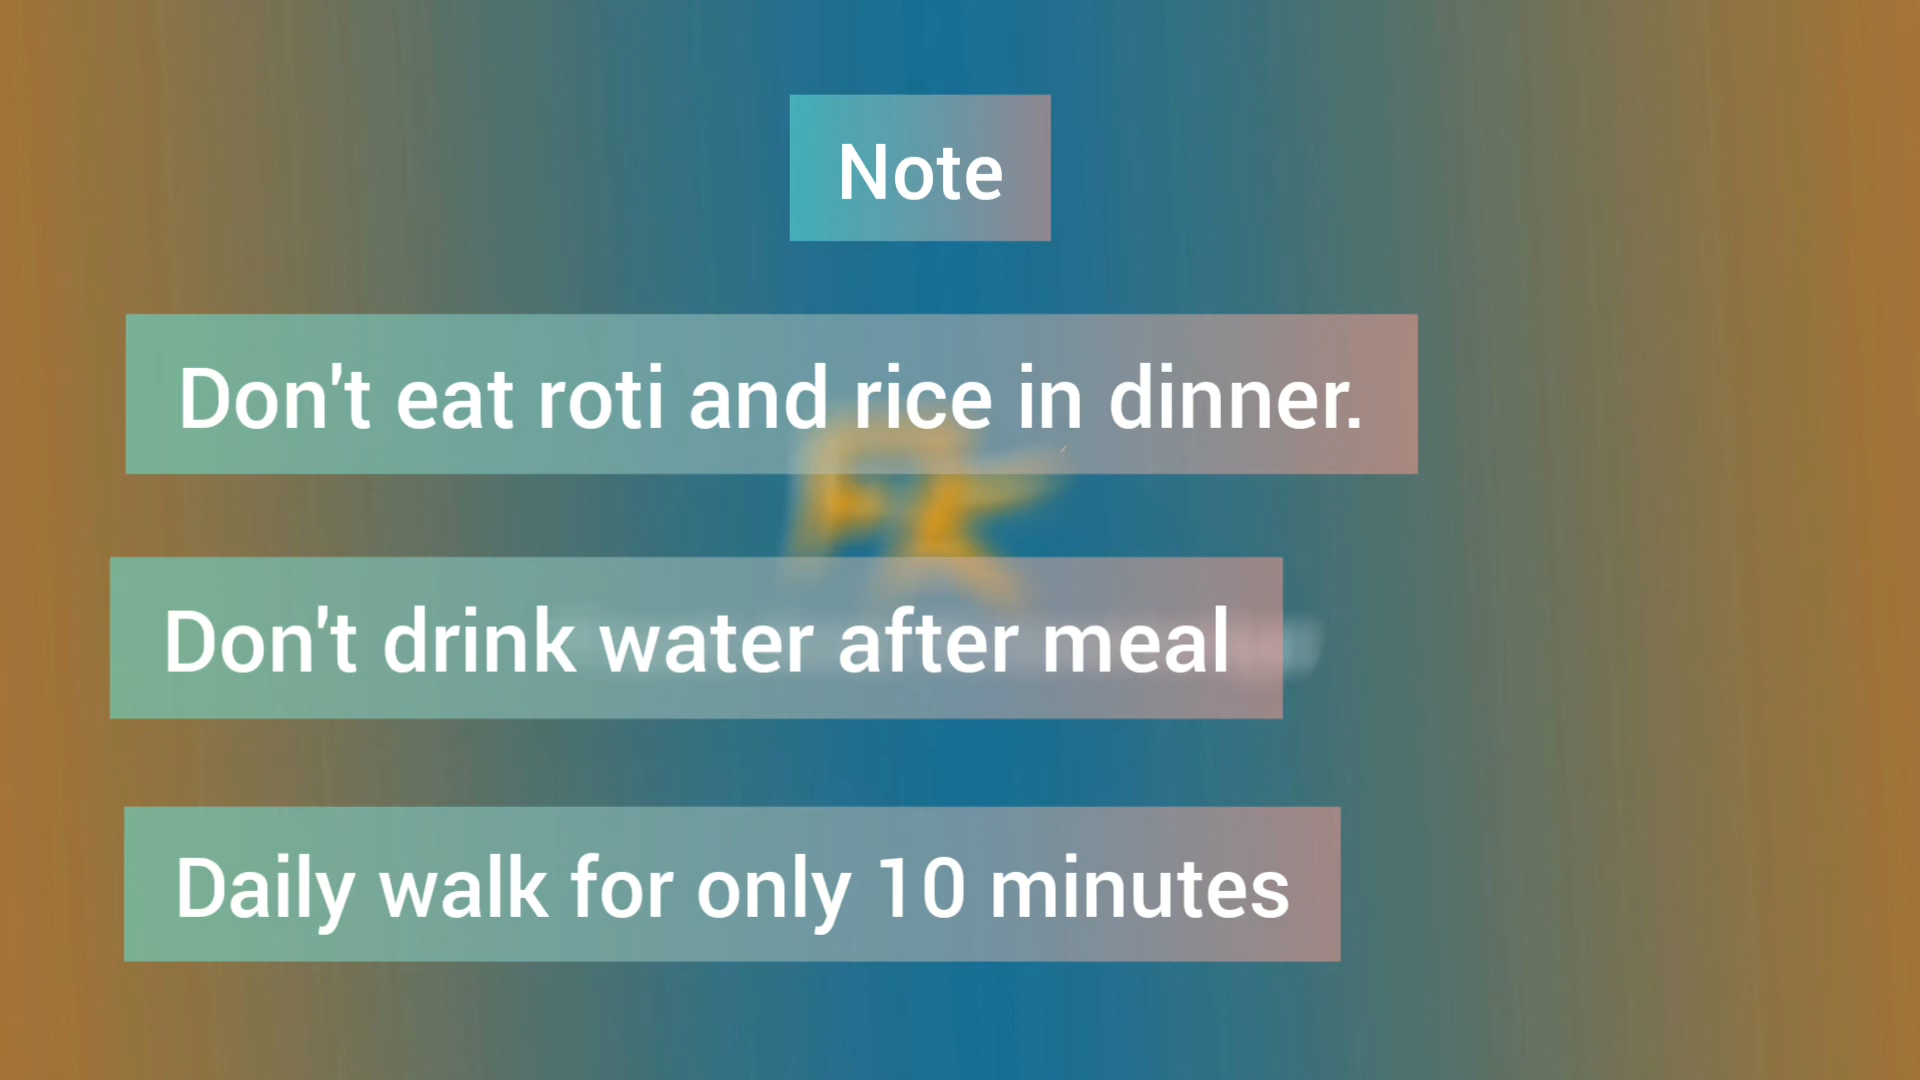 Note
Don't eat roti and rice in dinner.
Don't drink water after meal
Daily walk for only 10 minutes